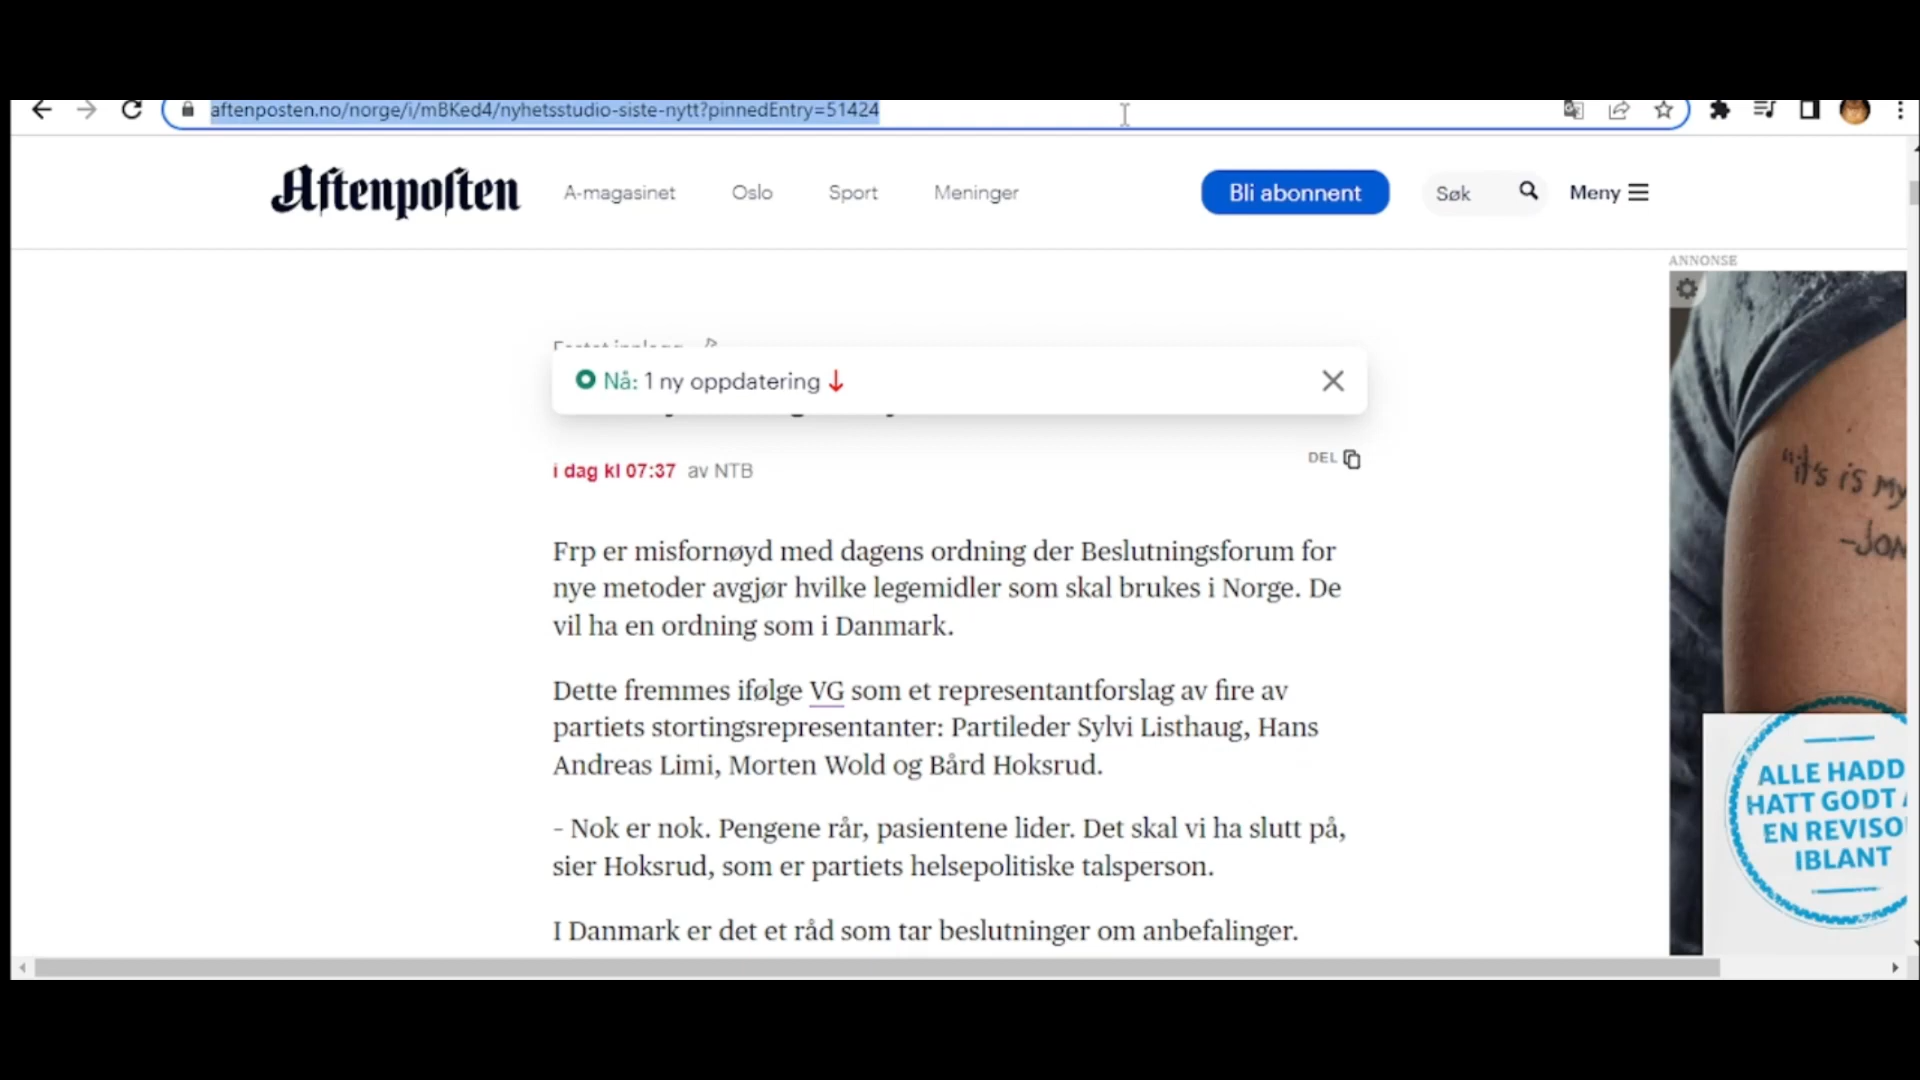 aftenposten.no/norge/i/mBKed4/nyhetsstudio-siste-nytt?pinnedEntry=51424
Aftenposten
A-magasinet
Oslo
Sport
Meninger
Bli abonnent
Søk
Meny
ANNONSE
Nå: 1 ny oppdatering
i dag kl 07:37 av NTB
DEL
Frp er misfornøyd med dagens ordning der Beslutningsforum for
nye metoder avgjør hvilke legemidler som skal brukes i Norge. De
vil ha en ordning som i Danmark.
Dette fremmes ifølge VG som et representantforslag av fire av
partiets stortingsrepresentanter: Partileder Sylvi Listhaug, Hans
Andreas Limi, Morten Wold og Bård Hoksrud.
– Nok er nok. Pengene rår, pasientene lider. Det skal vi ha slutt på,
sier Hoksrud, som er partiets helsepolitiske talsperson.
I Danmark er det et råd som tar beslutninger om anbefalinger.
"it's is my
-JON
ALLE HADD
HATT GODT A
EN REVISO
IBLANT